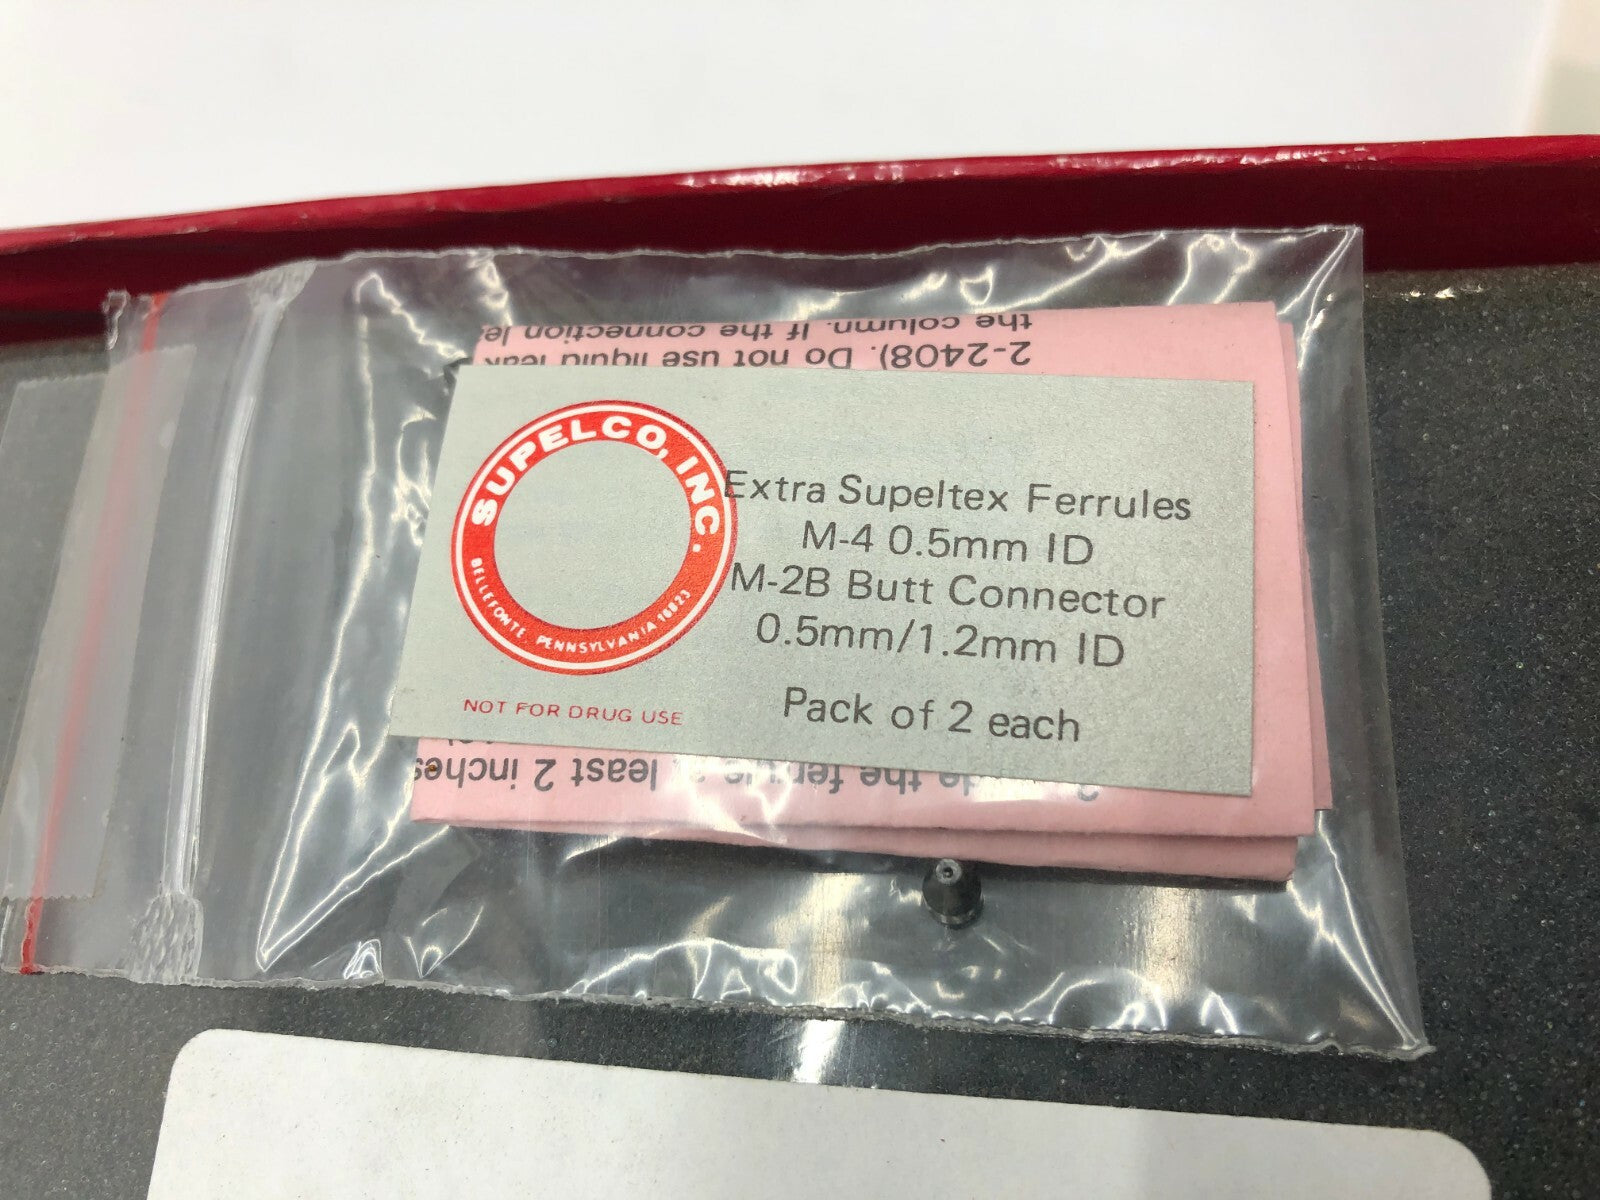 the column. If the connection le
2-2408). Do not use liquid leak
SUPELCO, INC.
BELLEFONTE PENNSYLVANIA 16823
Extra Supeltex Ferrules
M-4 0.5mm ID
M-2B Butt Connector
0.5mm/1.2mm ID
Pack of 2 each
NOT FOR DRUG USE
the ferrule at least 2 inches